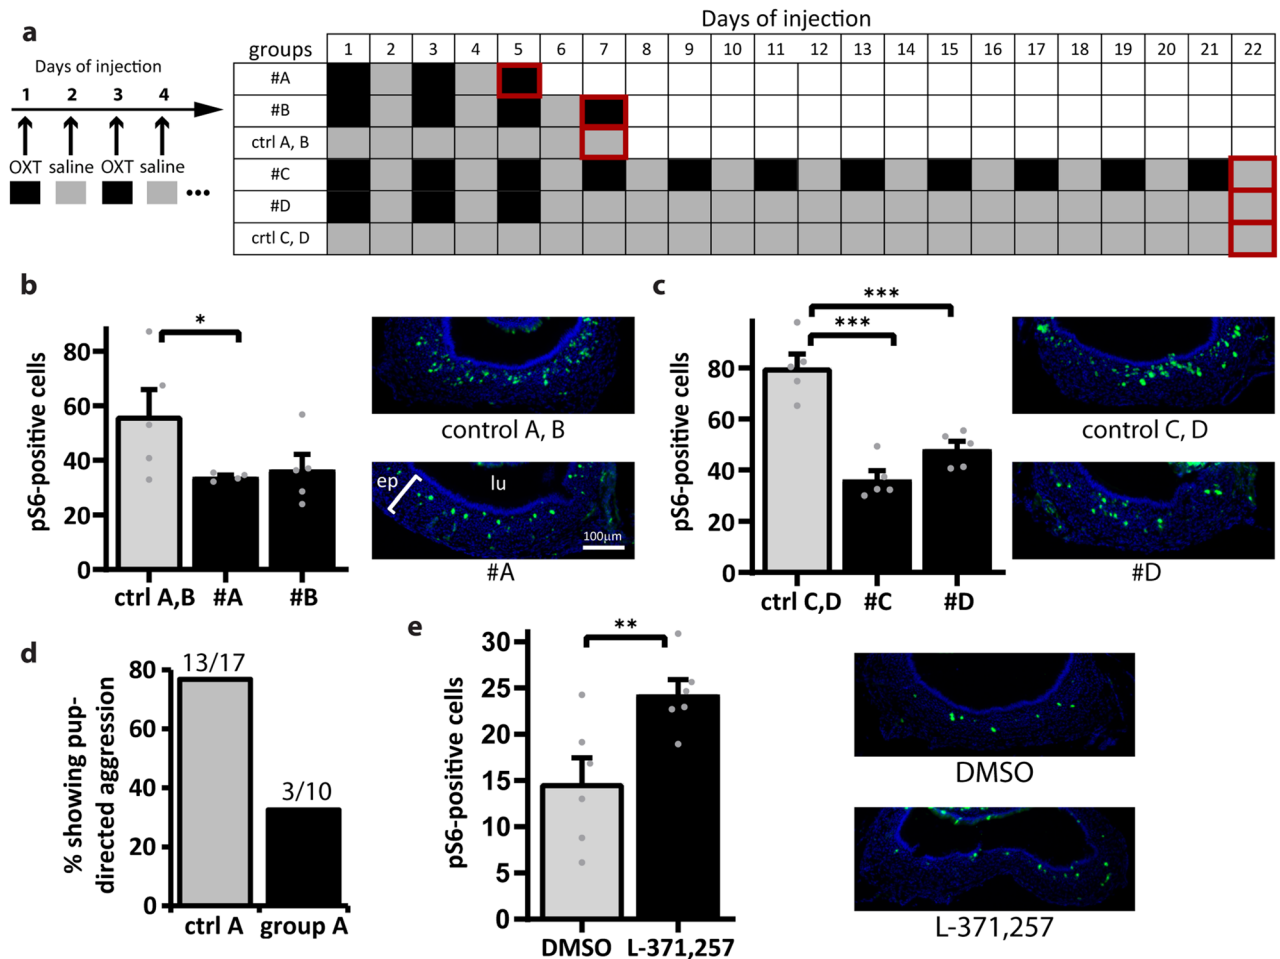 a
Days of injection
1 2 3 4
OXT saline OXT saline
•••
Days of injection
groups 1 2 3 4 5 6 7 8 9 10 11 12 13 14 15 16 17 18 19 20 21 22
#A
#B
ctrl A, B
#C
#D
crtl C, D
b
pS6-positive cells
80
60
40
20
0
*
ctrl A,B #A #B
control A, B
ep lu
100µm
#A
c
pS6-positive cells
80
60
40
20
0
***
***
ctrl C,D #C #D
control C, D
#D
d
% showing pup-
directed aggression
80
60
40
20
0
13/17
3/10
ctrl A group A
e
pS6-positive cells
30
25
20
15
10
5
0
**
DMSO L-371,257
DMSO
L-371,257